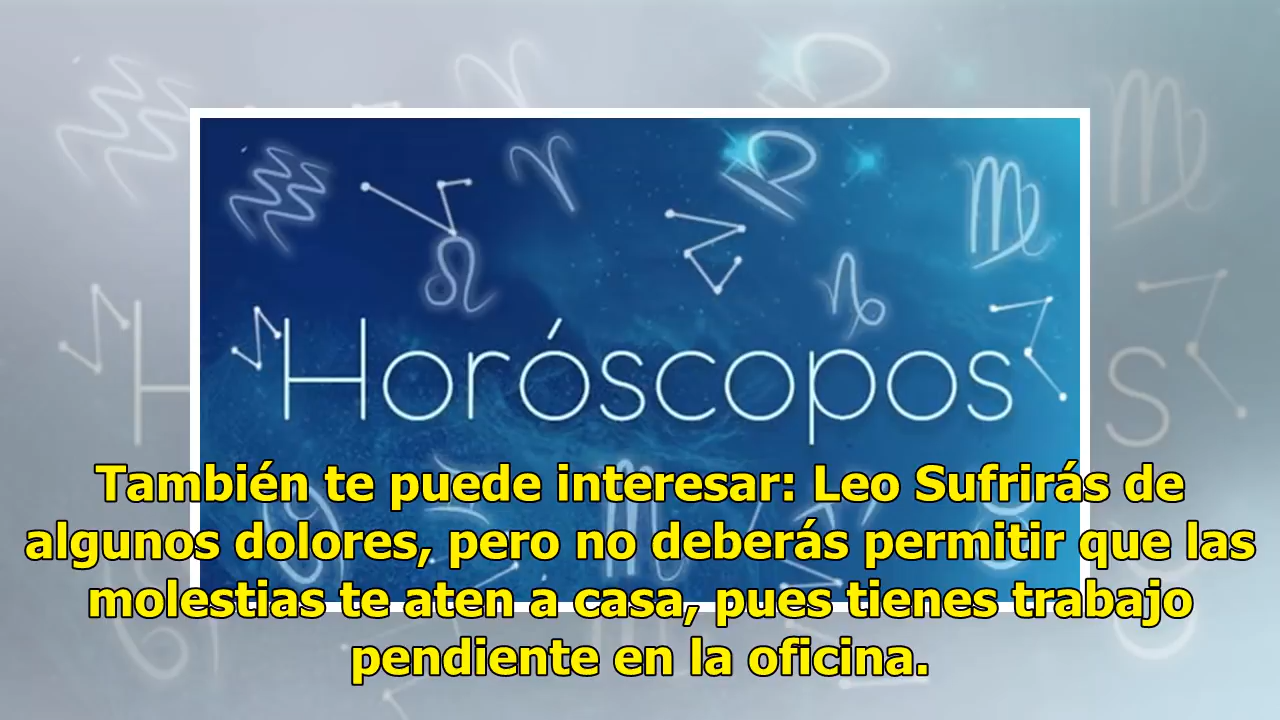 Horóscopos
También te puede interesar: Leo Sufrirás de
algunos dolores, pero no deberás permitir que las
molestias te aten a casa, pues tienes trabajo
pendiente en la oficina.